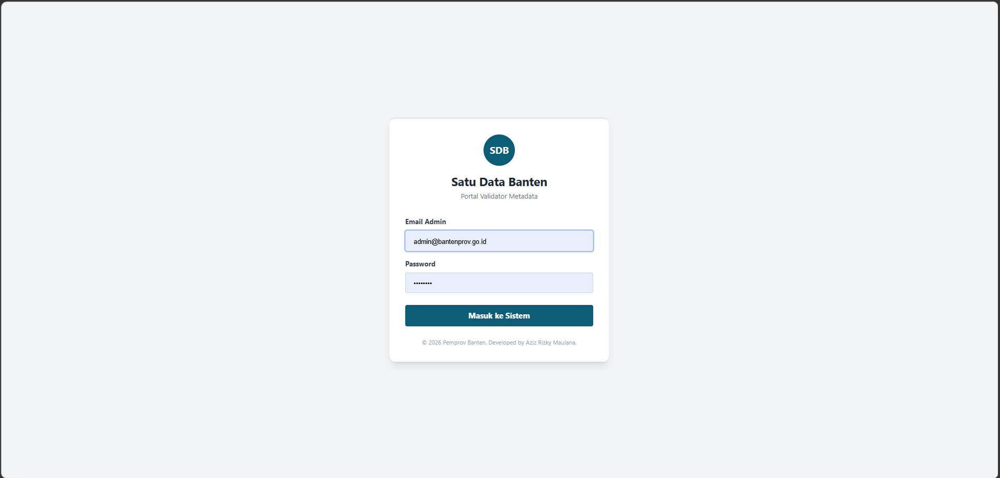 SDB
Satu Data Banten
Portal Validator Metadata
Email Admin
admin@bantenprov.go.id
Password
••••••••
Masuk ke Sistem
© 2026 Pemprov Banten. Developed by Aziz Rizky Maulana.